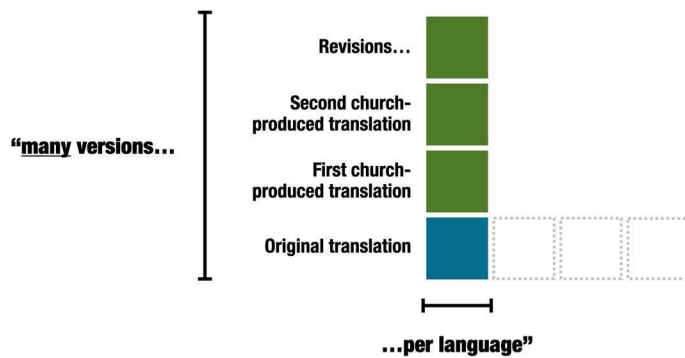 Revisions…
Second church-
produced translation
“many versions…
First church-
produced translation
Original translation
…per language”